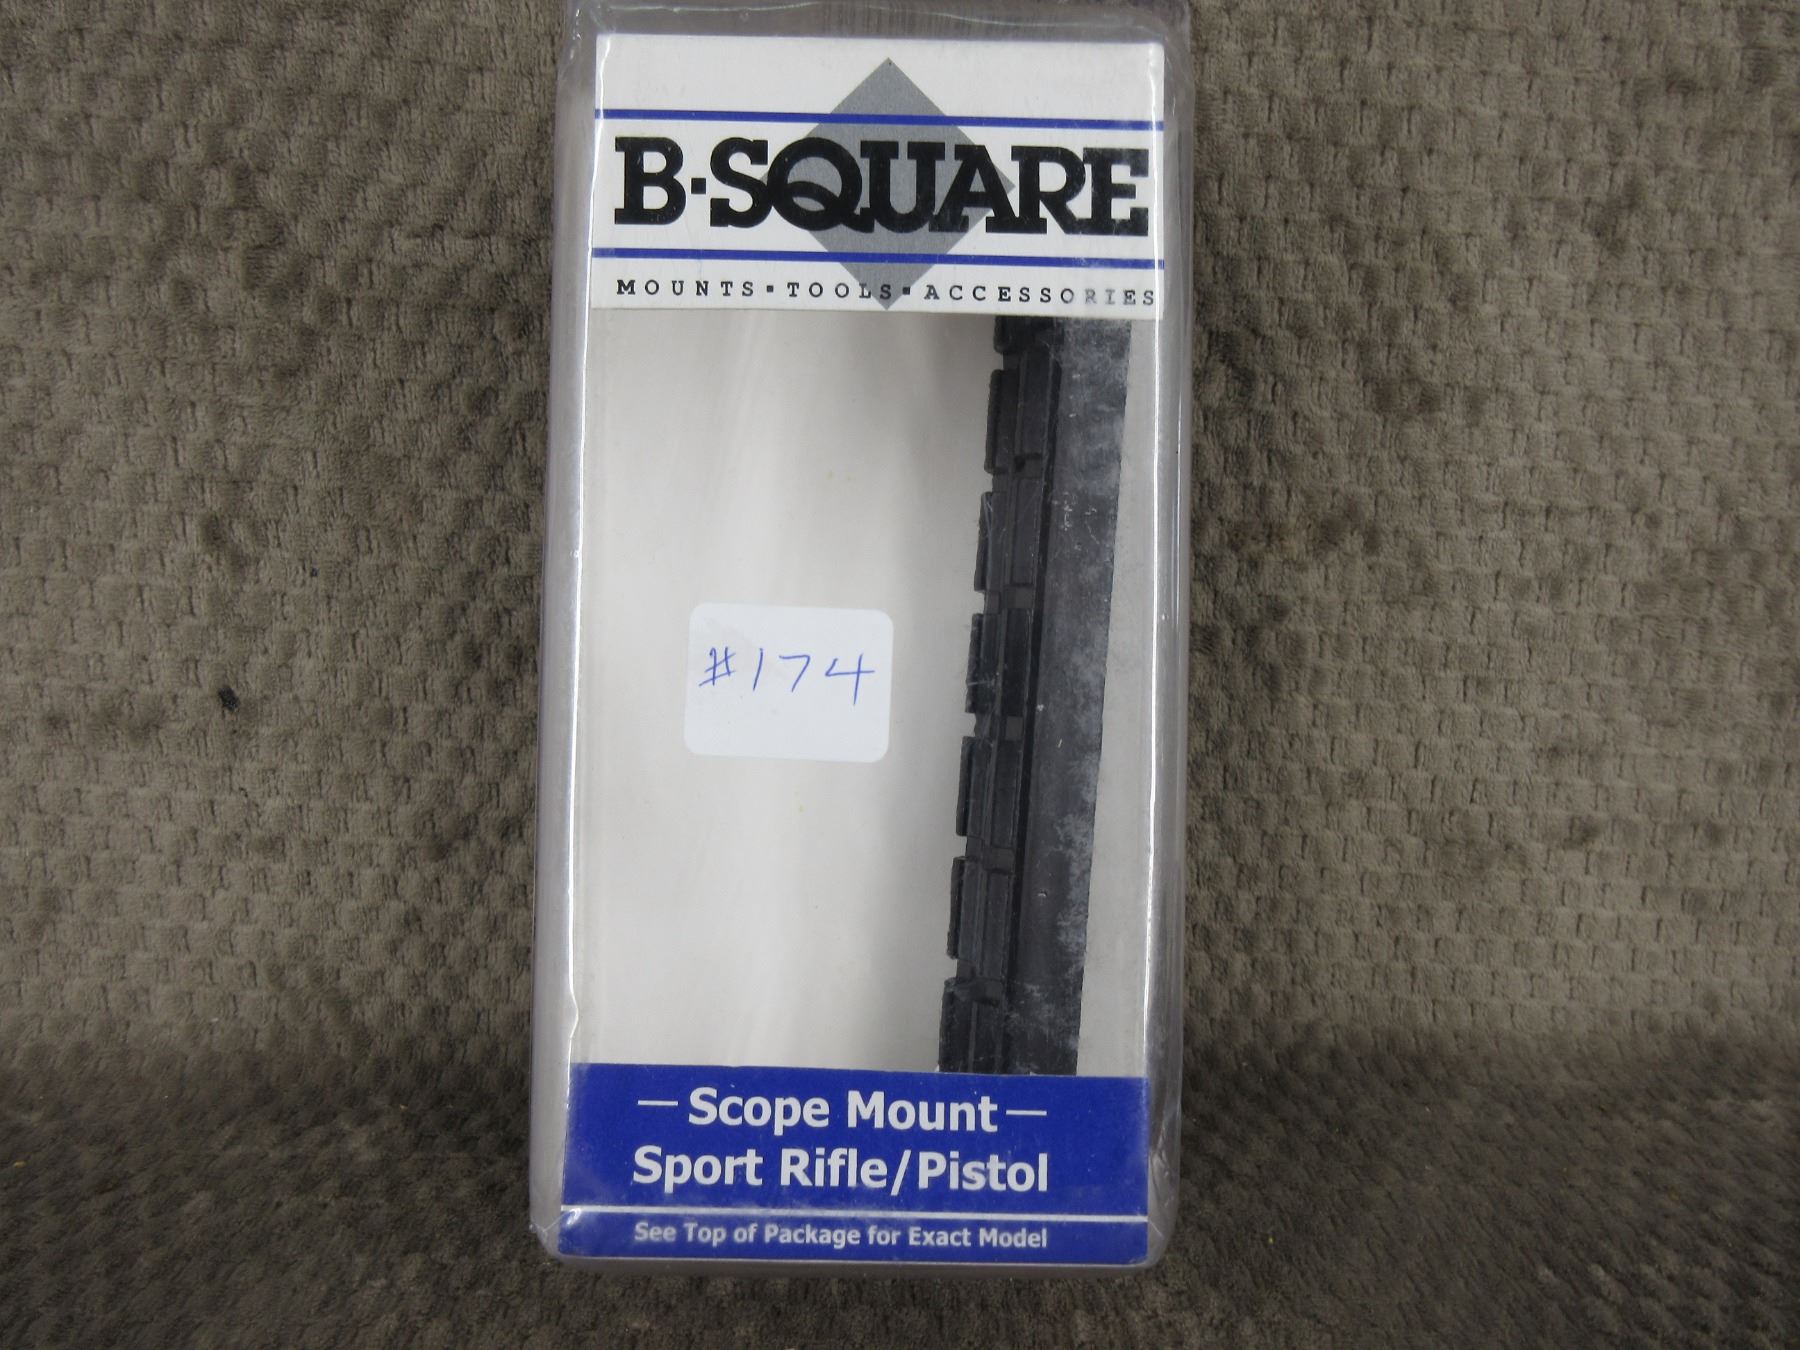 B-SQUARE
MOUNTS ▪ TOOLS ▪ ACCESSORIES
#174
— Scope Mount —
Sport Rifle/Pistol
See Top of Package for Exact Model